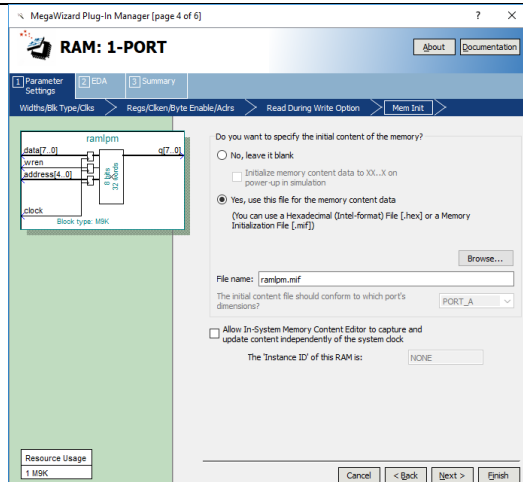 MegaWizard Plug-In Manager [page 4 of 6]
? X
RAM: 1-PORT
About
Documentation
1 Parameter Settings
2 EDA
3 Summary
Widths/Blk Type/Clks
Regs/Clken/Byte Enable/Adrs
Read During Write Option
Mem Init
ramlpm
data[7..0]
q[7..0]
wren
address[4..0]
8 bits
32 words
clock
Block type: M9K
Do you want to specify the initial content of the memory?
No, leave it blank
Initialize memory content data to XX..X on
power-up in simulation
Yes, use this file for the memory content data
(You can use a Hexadecimal (Intel-format) File [.hex] or a Memory
Initialization File [.mif])
Browse...
File name: ramlpm.mif
The initial content file should conform to which port's
dimensions?
PORT_A
Allow In-System Memory Content Editor to capture and
update content independently of the system clock
The 'Instance ID' of this RAM is:
NONE
Resource Usage
1 M9K
Cancel
< Back
Next >
Finish